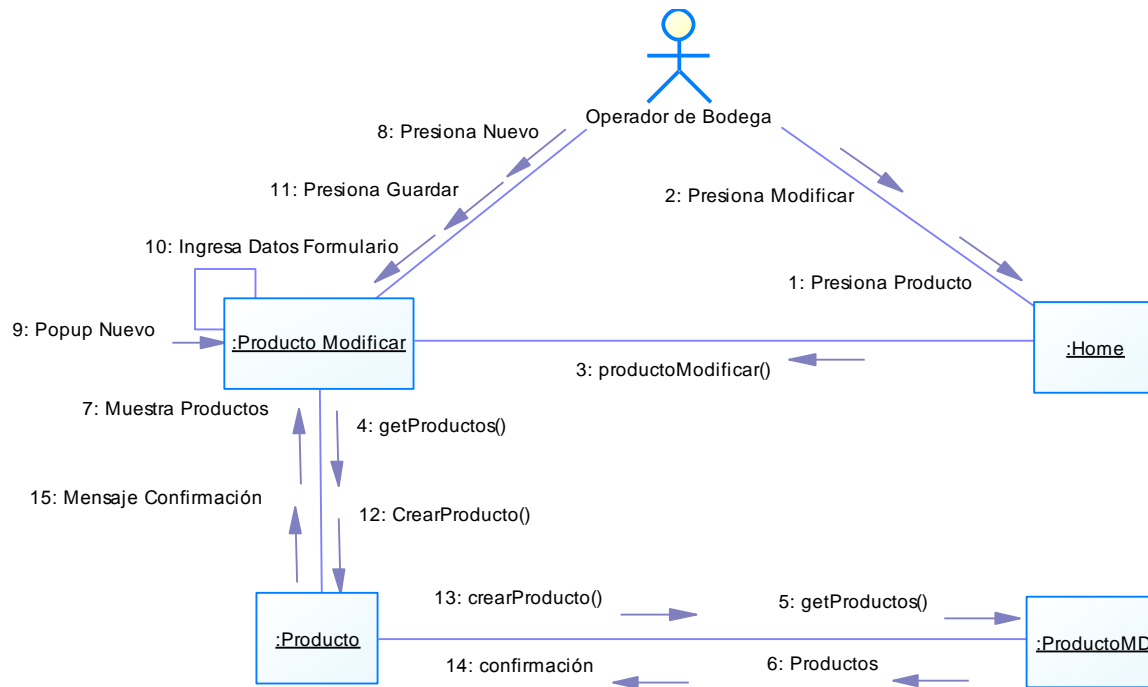 Operador de Bodega
8: Presiona Nuevo
11: Presiona Guardar
2: Presiona Modificar
10: Ingresa Datos Formulario
1: Presiona Producto
9: Popup Nuevo
:Producto Modificar
:Home
3: productoModificar()
7: Muestra Productos
4: getProductos()
15: Mensaje Confirmación
12: CrearProducto()
13: crearProducto()
5: getProductos()
:Producto
:ProductoMD
14: confirmación
6: Productos